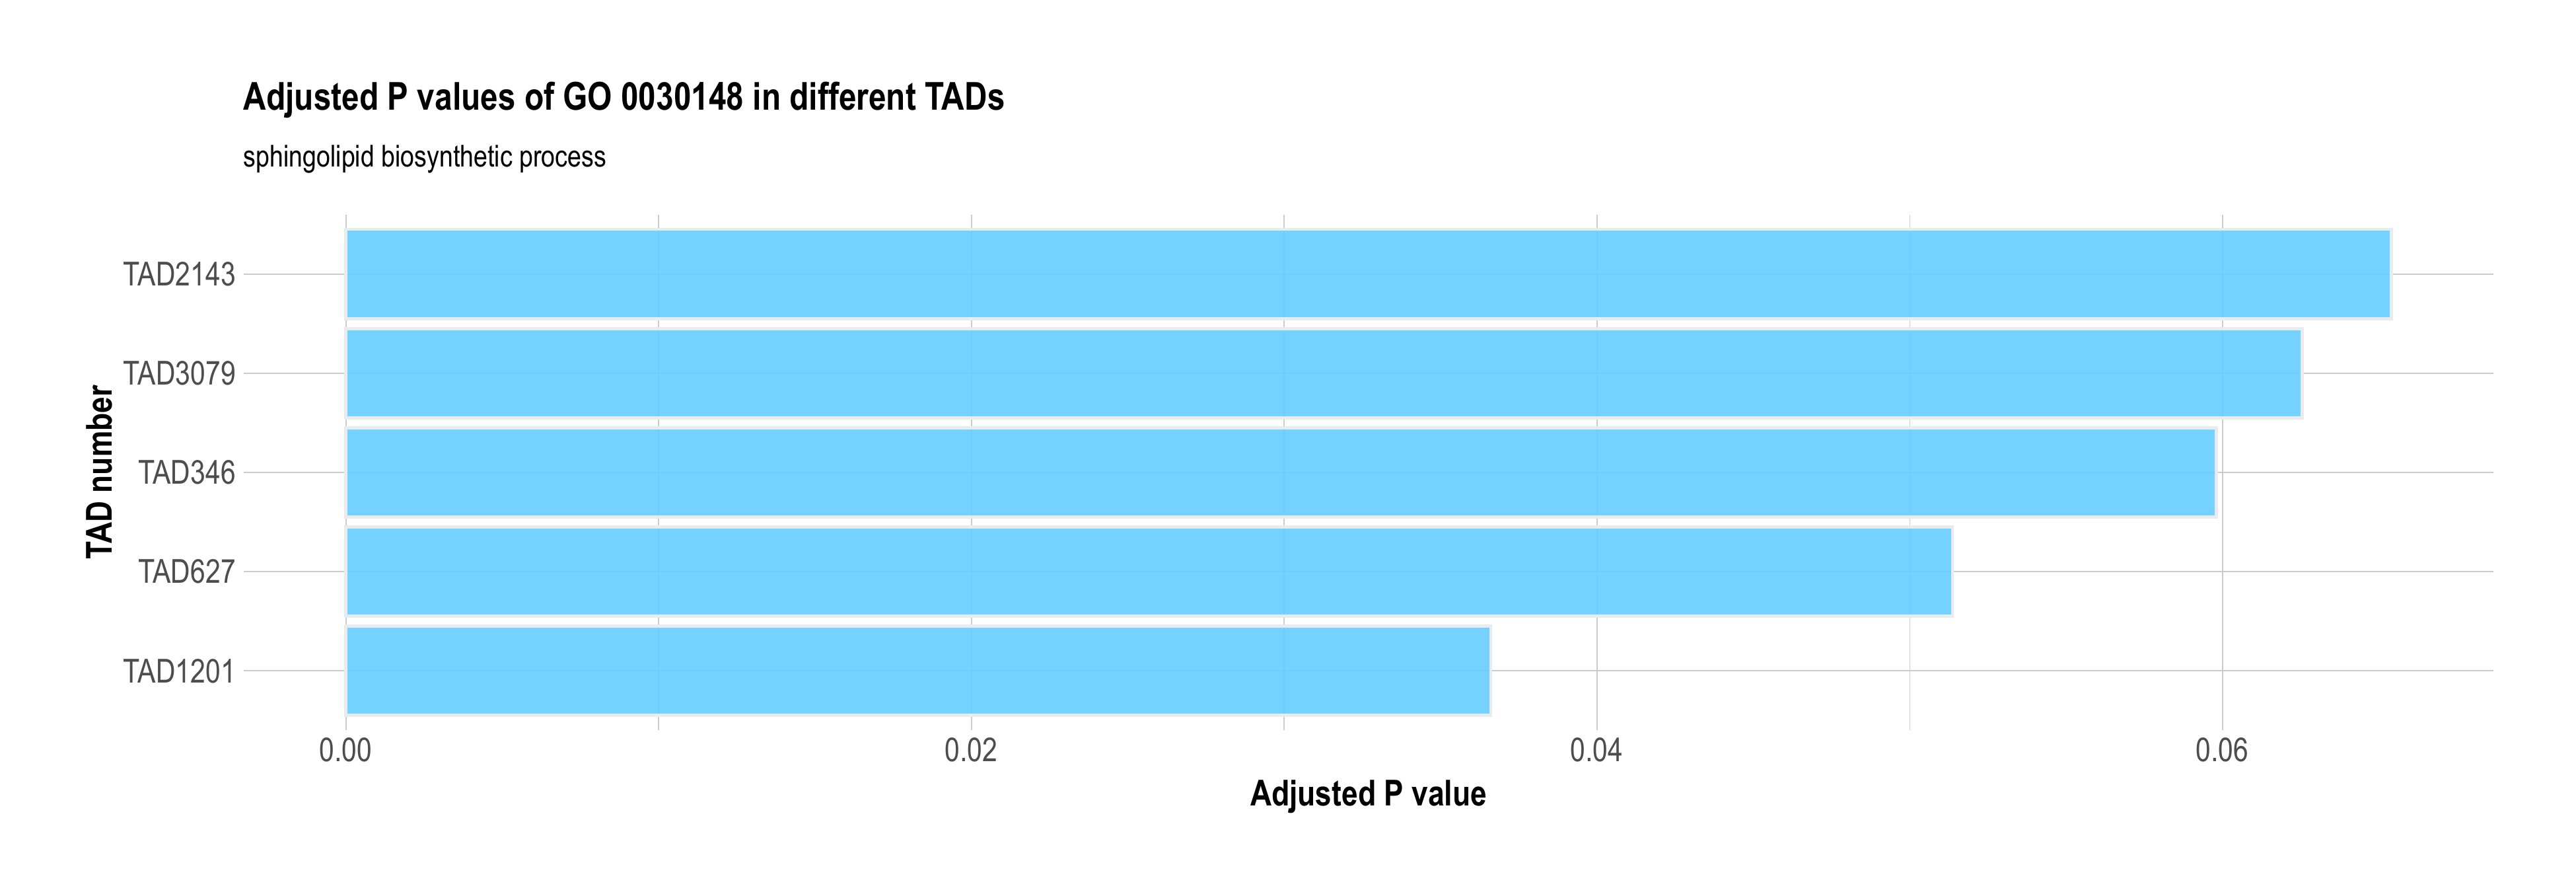 Adjusted P values of GO 0030148 in different TADs
sphingolipid biosynthetic process
TAD number
TAD2143
TAD3079
TAD346
TAD627
TAD1201
0.00
0.02
0.04
0.06
Adjusted P value